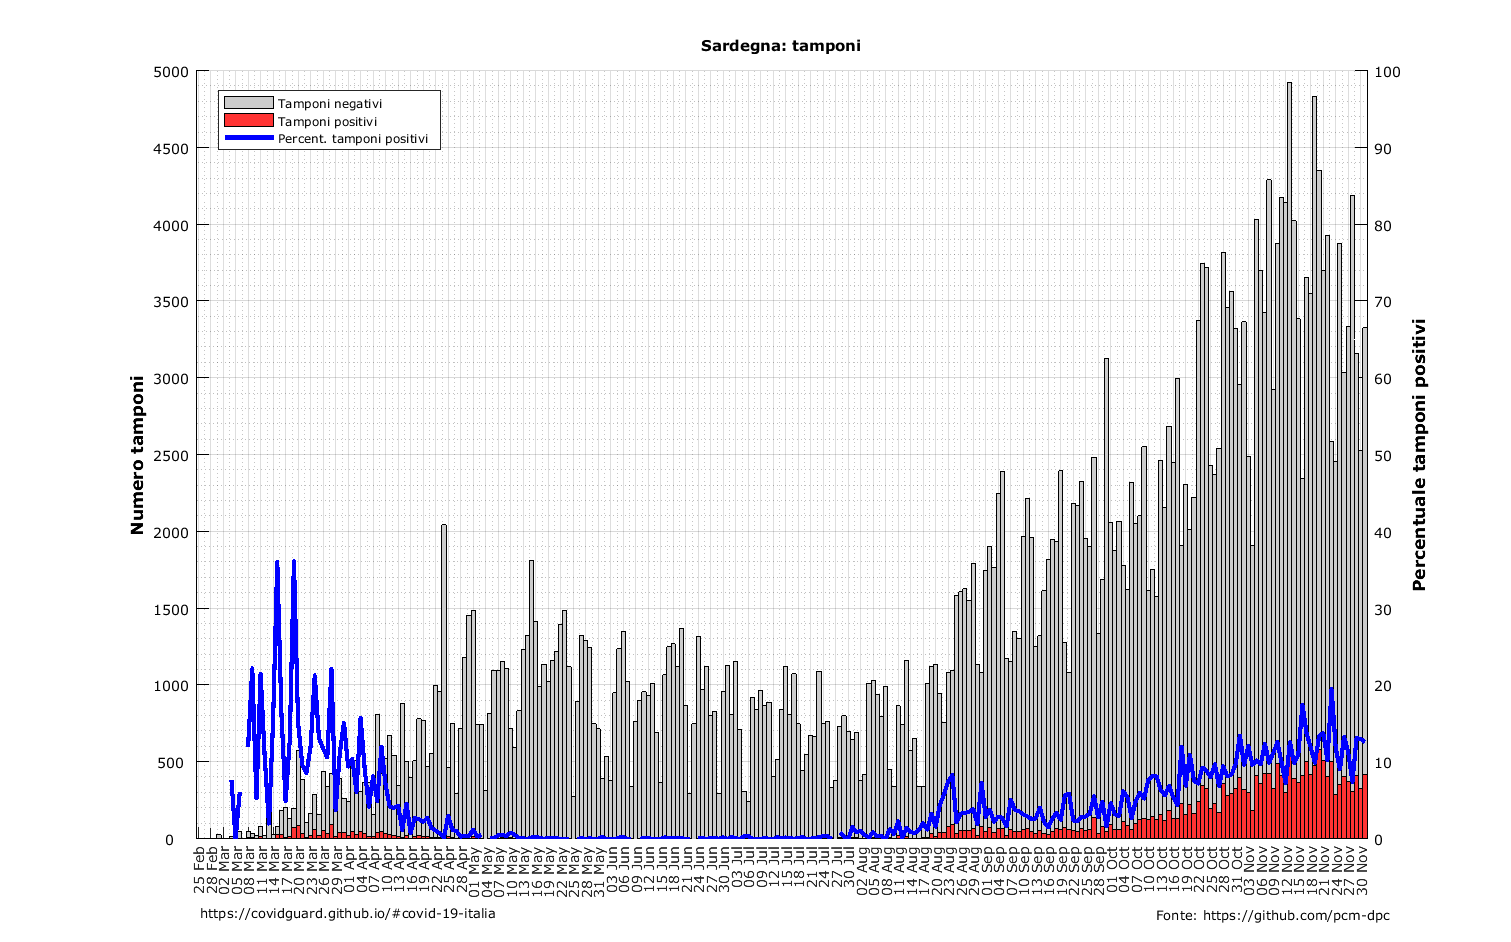 Sardegna: tamponi
5000
4500
4000
3500
3000
2500
2000
1500
1000
500
0
100
90
80
70
60
50
40
30
20
10
0
Tamponi negativi
Tamponi positivi
Percent. tamponi positivi
Numero tamponi
Percentuale tamponi positivi
25 Feb
28 Feb
02 Mar
05 Mar
08 Mar
11 Mar
14 Mar
17 Mar
20 Mar
23 Mar
26 Mar
29 Mar
01 Apr
04 Apr
07 Apr
10 Apr
13 Apr
16 Apr
19 Apr
22 Apr
25 Apr
28 Apr
01 May
04 May
07 May
10 May
13 May
16 May
19 May
22 May
25 May
28 May
31 May
03 Jun
06 Jun
09 Jun
12 Jun
15 Jun
18 Jun
21 Jun
24 Jun
27 Jun
30 Jun
03 Jul
06 Jul
09 Jul
12 Jul
15 Jul
18 Jul
21 Jul
24 Jul
27 Jul
30 Jul
02 Aug
05 Aug
08 Aug
11 Aug
14 Aug
17 Aug
20 Aug
23 Aug
26 Aug
29 Aug
01 Sep
04 Sep
07 Sep
10 Sep
13 Sep
16 Sep
19 Sep
22 Sep
25 Sep
28 Sep
01 Oct
04 Oct
07 Oct
10 Oct
13 Oct
16 Oct
19 Oct
22 Oct
25 Oct
28 Oct
31 Oct
03 Nov
06 Nov
09 Nov
12 Nov
15 Nov
18 Nov
21 Nov
24 Nov
27 Nov
30 Nov
https://covidguard.github.io/#covid-19-italia
Fonte: https://github.com/pcm-dpc